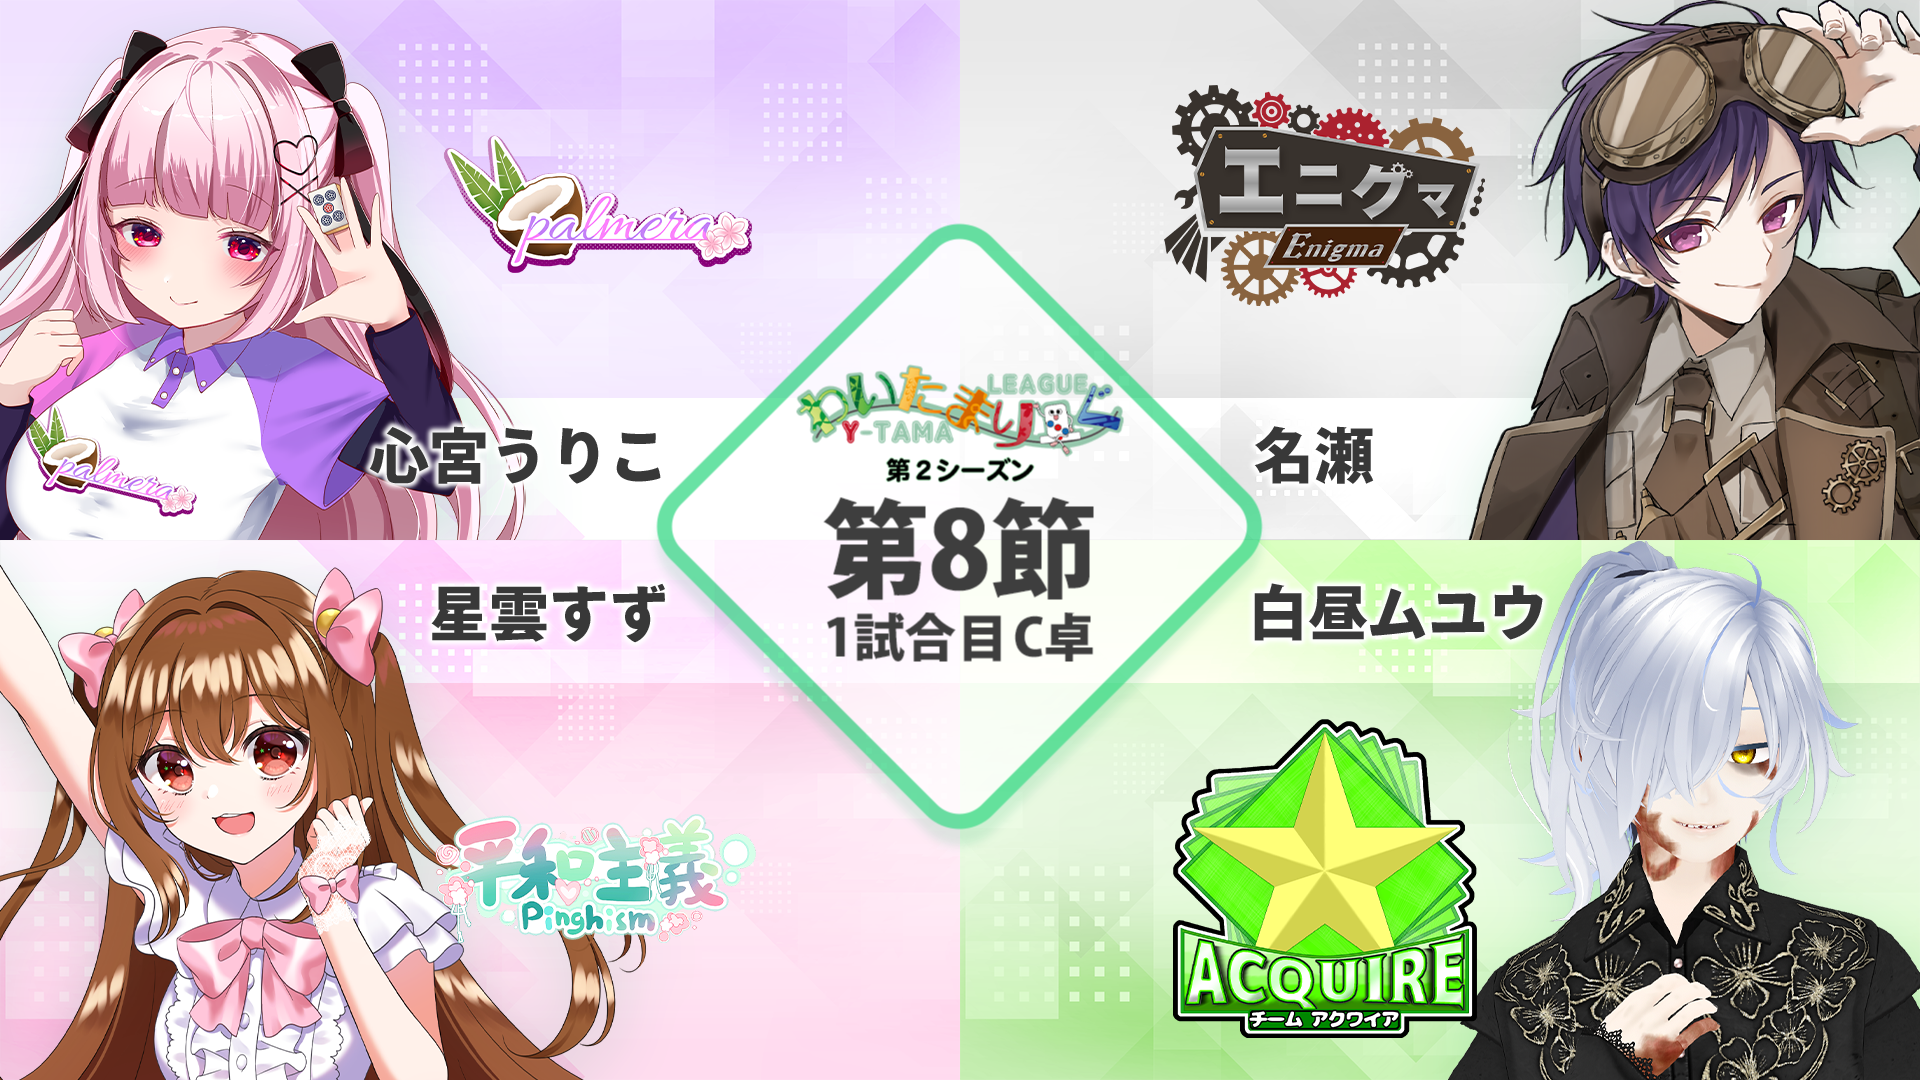 palmera
心宮うりこ
palmera
エニグマ
Enigma
名瀬
わいたまりーぐ
LEAGUE
Y-TAMA
第2シーズン
第8節
1試合目C卓
星雲すず
平和主義
Pinghism
白昼ムユウ
ACQUIRE
チーム アクワイア